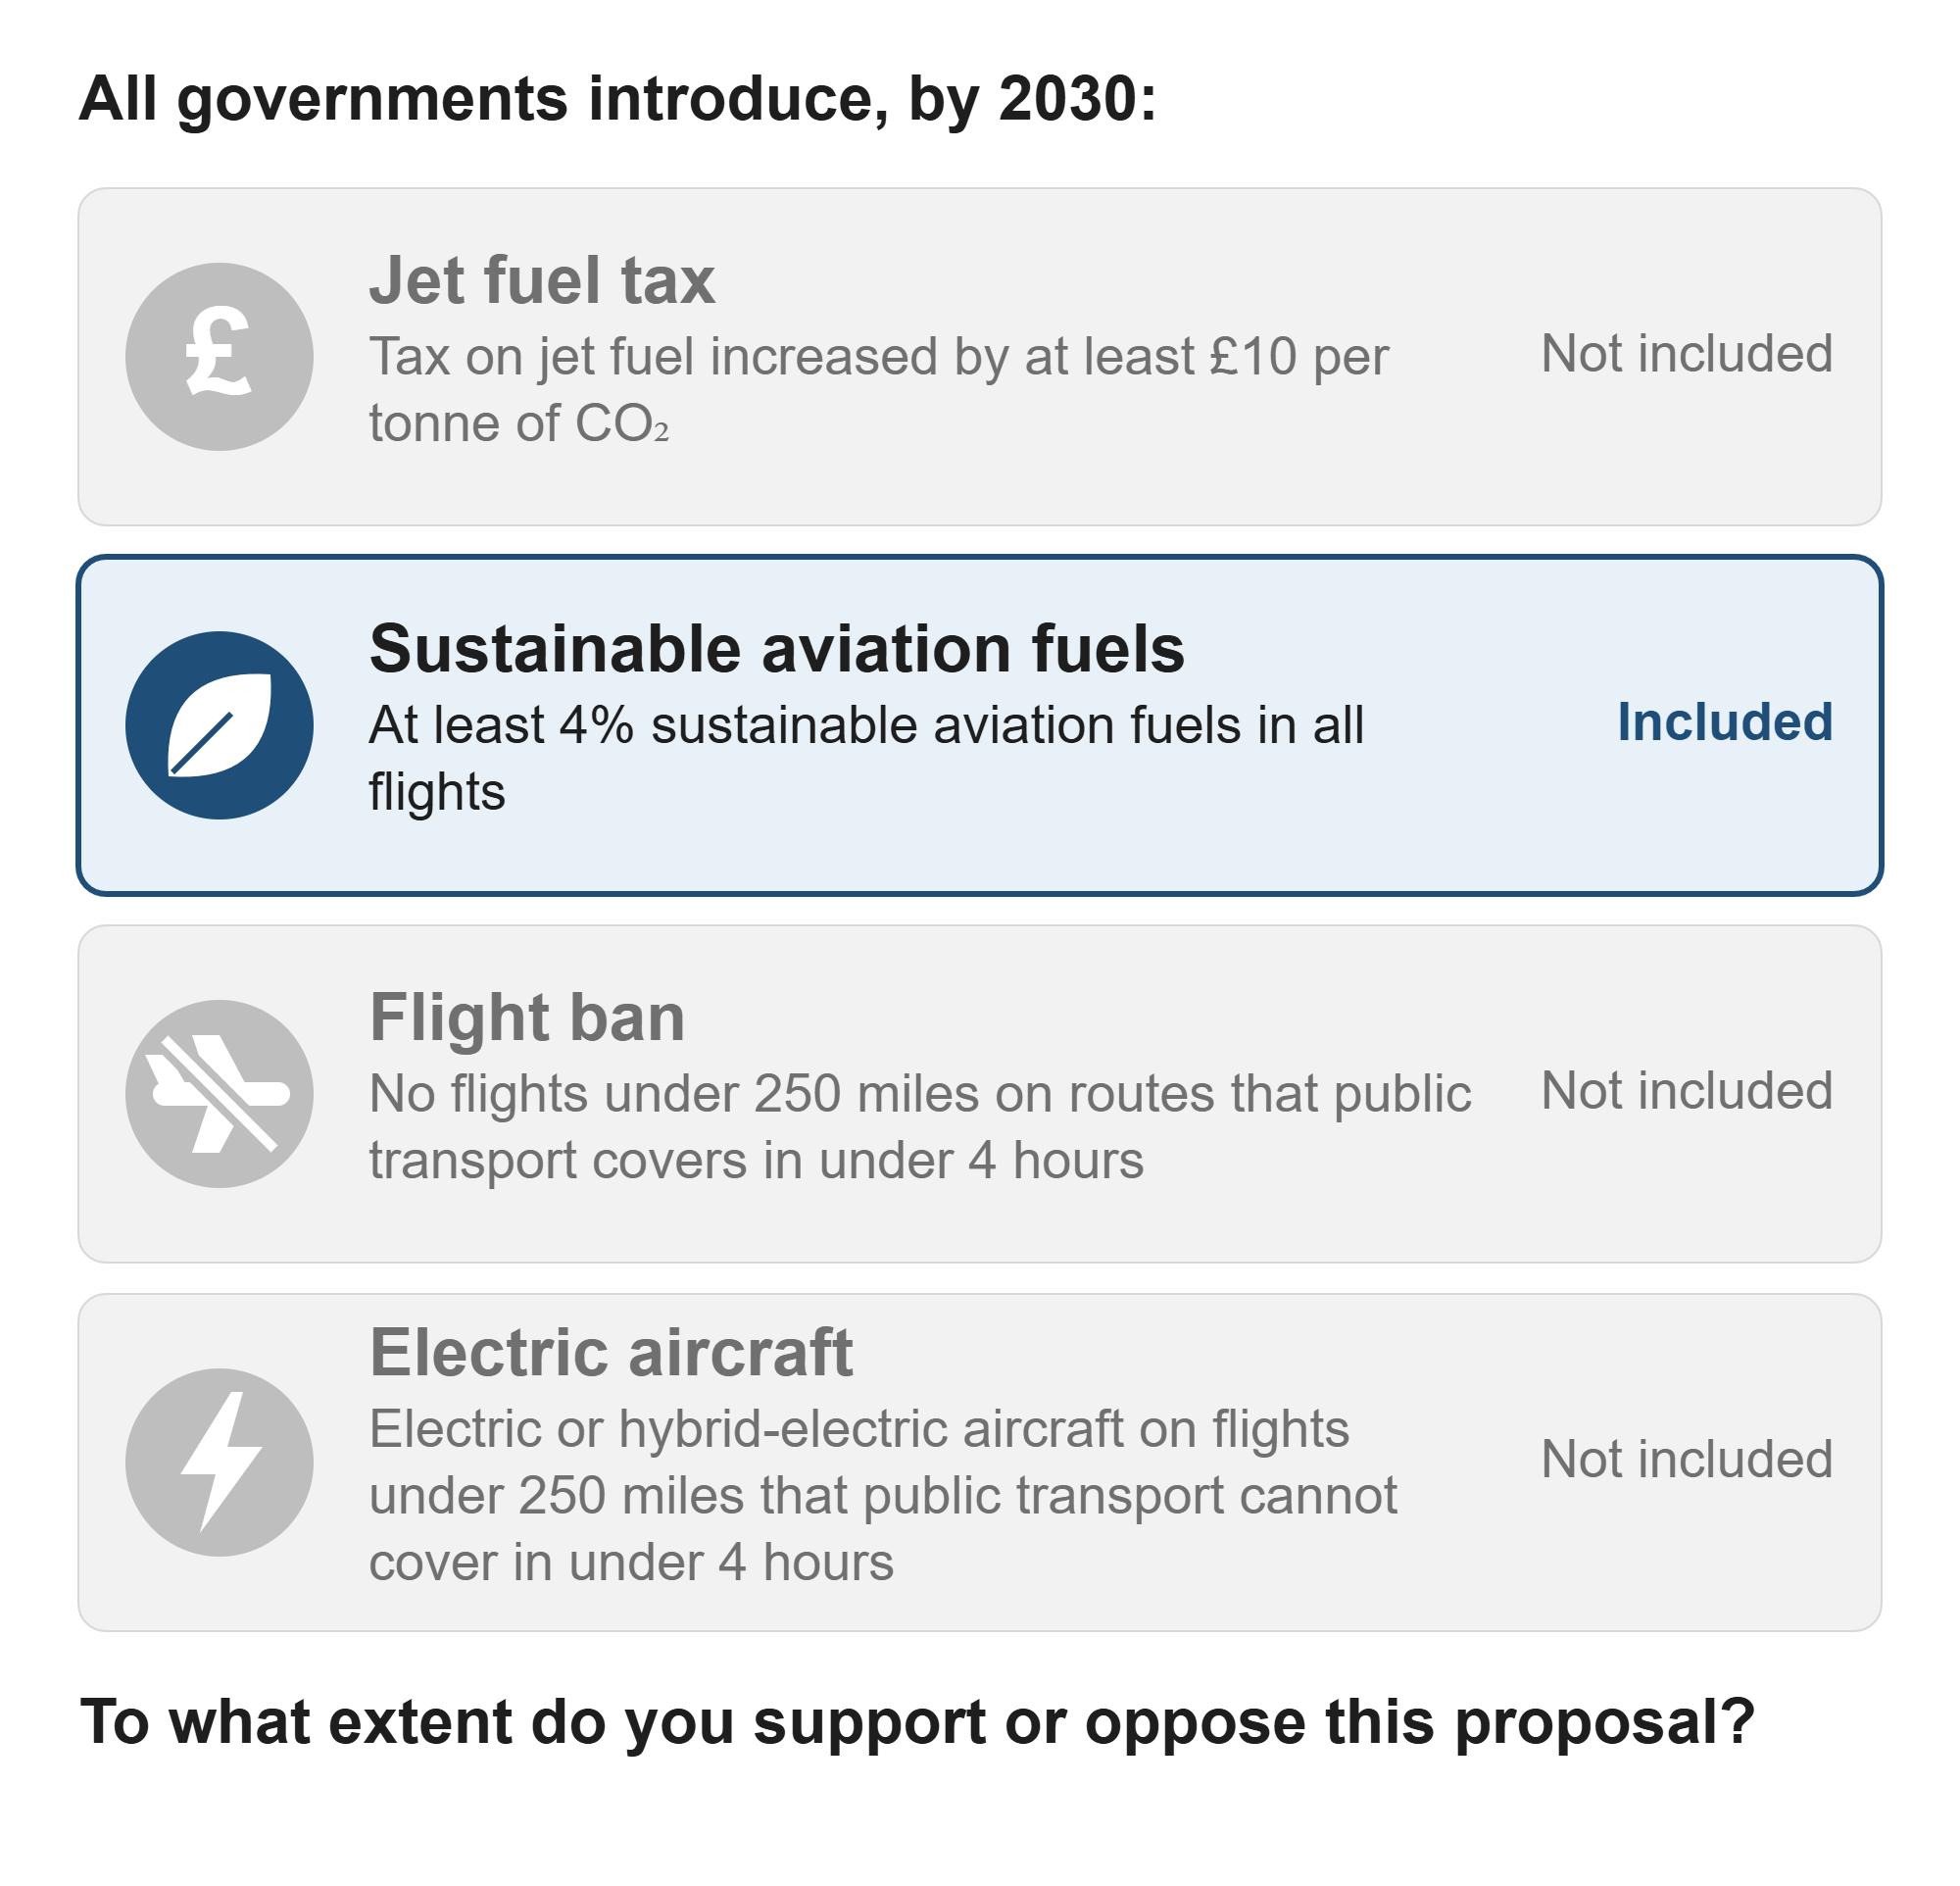 All governments introduce, by 2030:
£
Jet fuel tax
Tax on jet fuel increased by at least £10 per
tonne of CO₂
Not included
Sustainable aviation fuels
At least 4% sustainable aviation fuels in all
flights
Included
Flight ban
No flights under 250 miles on routes that public
transport covers in under 4 hours
Not included
Electric aircraft
Electric or hybrid-electric aircraft on flights
under 250 miles that public transport cannot
cover in under 4 hours
Not included
To what extent do you support or oppose this proposal?